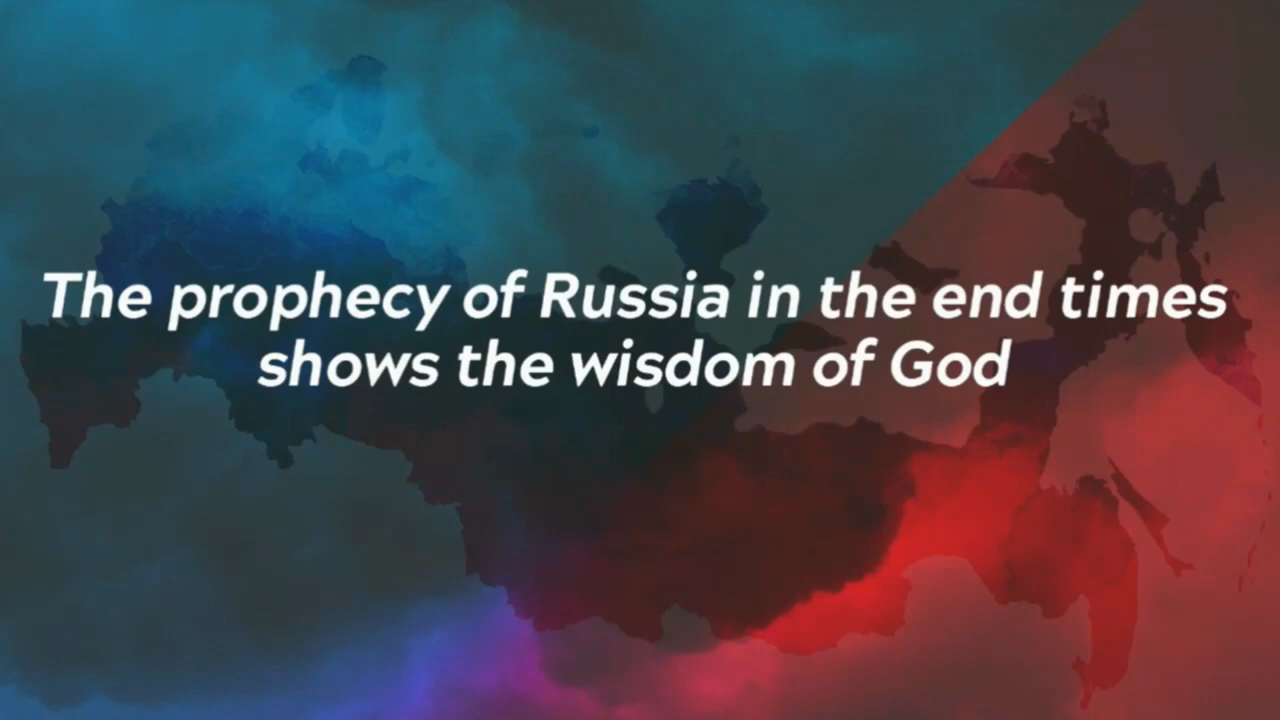 The prophecy of Russia in the end times
shows the wisdom of God